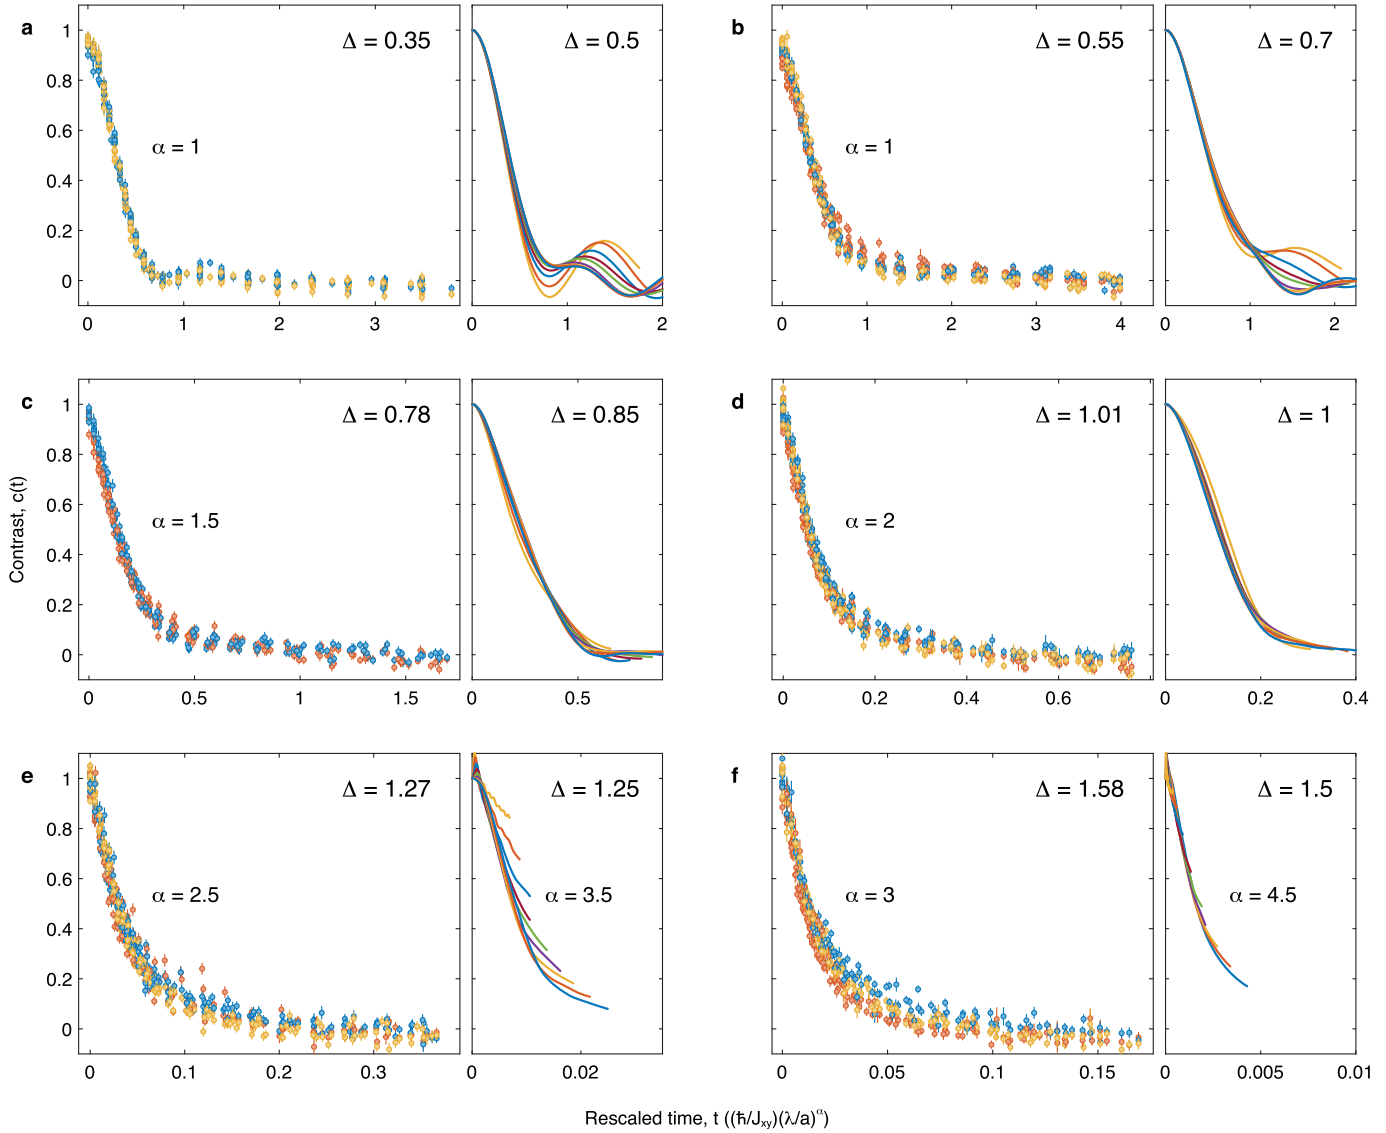 a
Δ = 0.35
Δ = 0.5
b
Δ = 0.55
Δ = 0.7
1
0.8
0.6
0.4
0.2
0
α = 1
α = 1
0 1 2 3
0 1 2
0 1 2 3 4
0 1 2
c
Δ = 0.78
Δ = 0.85
d
Δ = 1.01
Δ = 1
1
0.8
0.6
0.4
0.2
0
α = 1.5
α = 2
Contrast, c(t)
0 0.5 1 1.5
0 0.5
0 0.2 0.4 0.6
0 0.2 0.4
e
Δ = 1.27
Δ = 1.25
f
Δ = 1.58
Δ = 1.5
1
0.8
0.6
0.4
0.2
0
α = 2.5
α = 3.5
α = 3
α = 4.5
0 0.1 0.2 0.3
0 0.02
0 0.05 0.1 0.15
0 0.005 0.01
Rescaled time, t ((ħ/J_xy)(λ/a)^α)